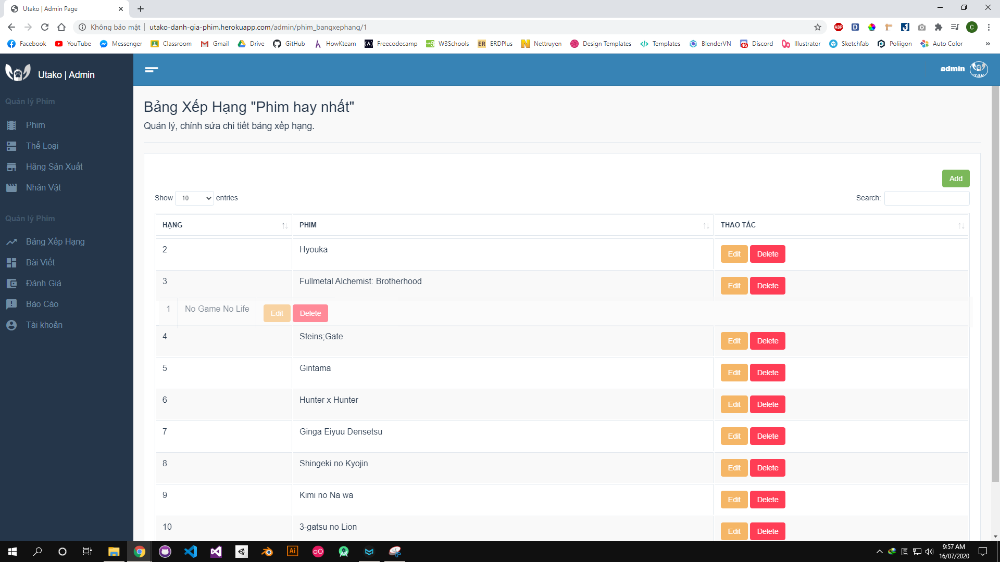 Utako | Admin Page
Không bảo mật
utako-danh-gia-phim.herokuapp.com/admin/phim_bangxephang/1
ABP
D
C
Facebook YouTube Messenger Classroom Gmail Drive GitHub HowKteam Freecodecamp W3Schools ERDPlus Nettruyen Design Templates Templates BlenderVN Discord Illustrator Sketchfab Poliigon Auto Color »
Utako | Admin
admin
Quản lý Phim
Phim
Thể Loại
Hãng Sản Xuất
Nhân Vật
Quản lý Phim
Bảng Xếp Hạng
Bài Viết
Đánh Giá
Báo Cáo
Tài khoản
Bảng Xếp Hạng "Phim hay nhất"
Quản lý, chỉnh sửa chi tiết bảng xếp hạng.
Add
Show 10 entries
Search:
HẠNG PHIM THAO TÁC
2 Hyouka Edit Delete
3 Fullmetal Alchemist: Brotherhood Edit Delete
1 No Game No Life Edit Delete
4 Steins;Gate Edit Delete
5 Gintama Edit Delete
6 Hunter x Hunter Edit Delete
7 Ginga Eiyuu Densetsu Edit Delete
8 Shingeki no Kyojin Edit Delete
9 Kimi no Na wa Edit Delete
10 3-gatsu no Lion Edit Delete
Ai
E
9:57 AM
16/07/2020